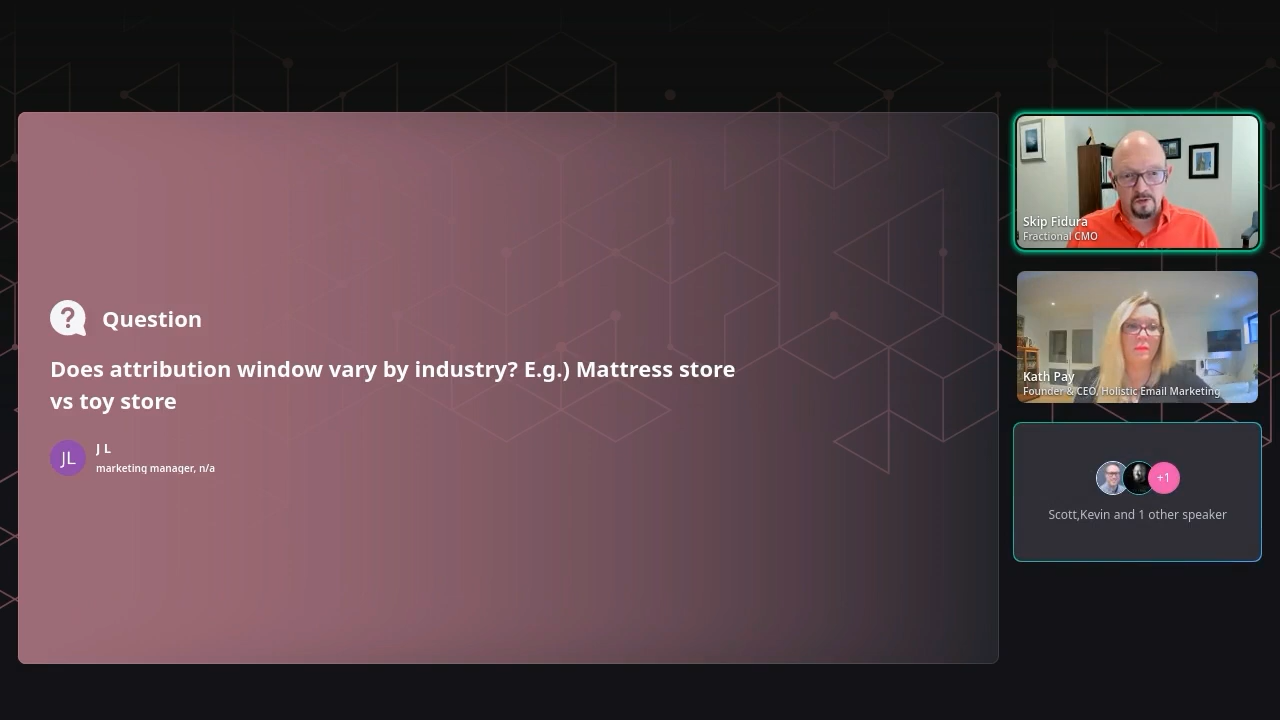 Question
Does attribution window vary by industry? E.g.) Mattress store
vs toy store
JL
J L
marketing manager, n/a
Skip Fidura
Fractional CMO
Kath Pay
Founder & CEO, Holistic Email Marketing
+1
Scott,Kevin and 1 other speaker